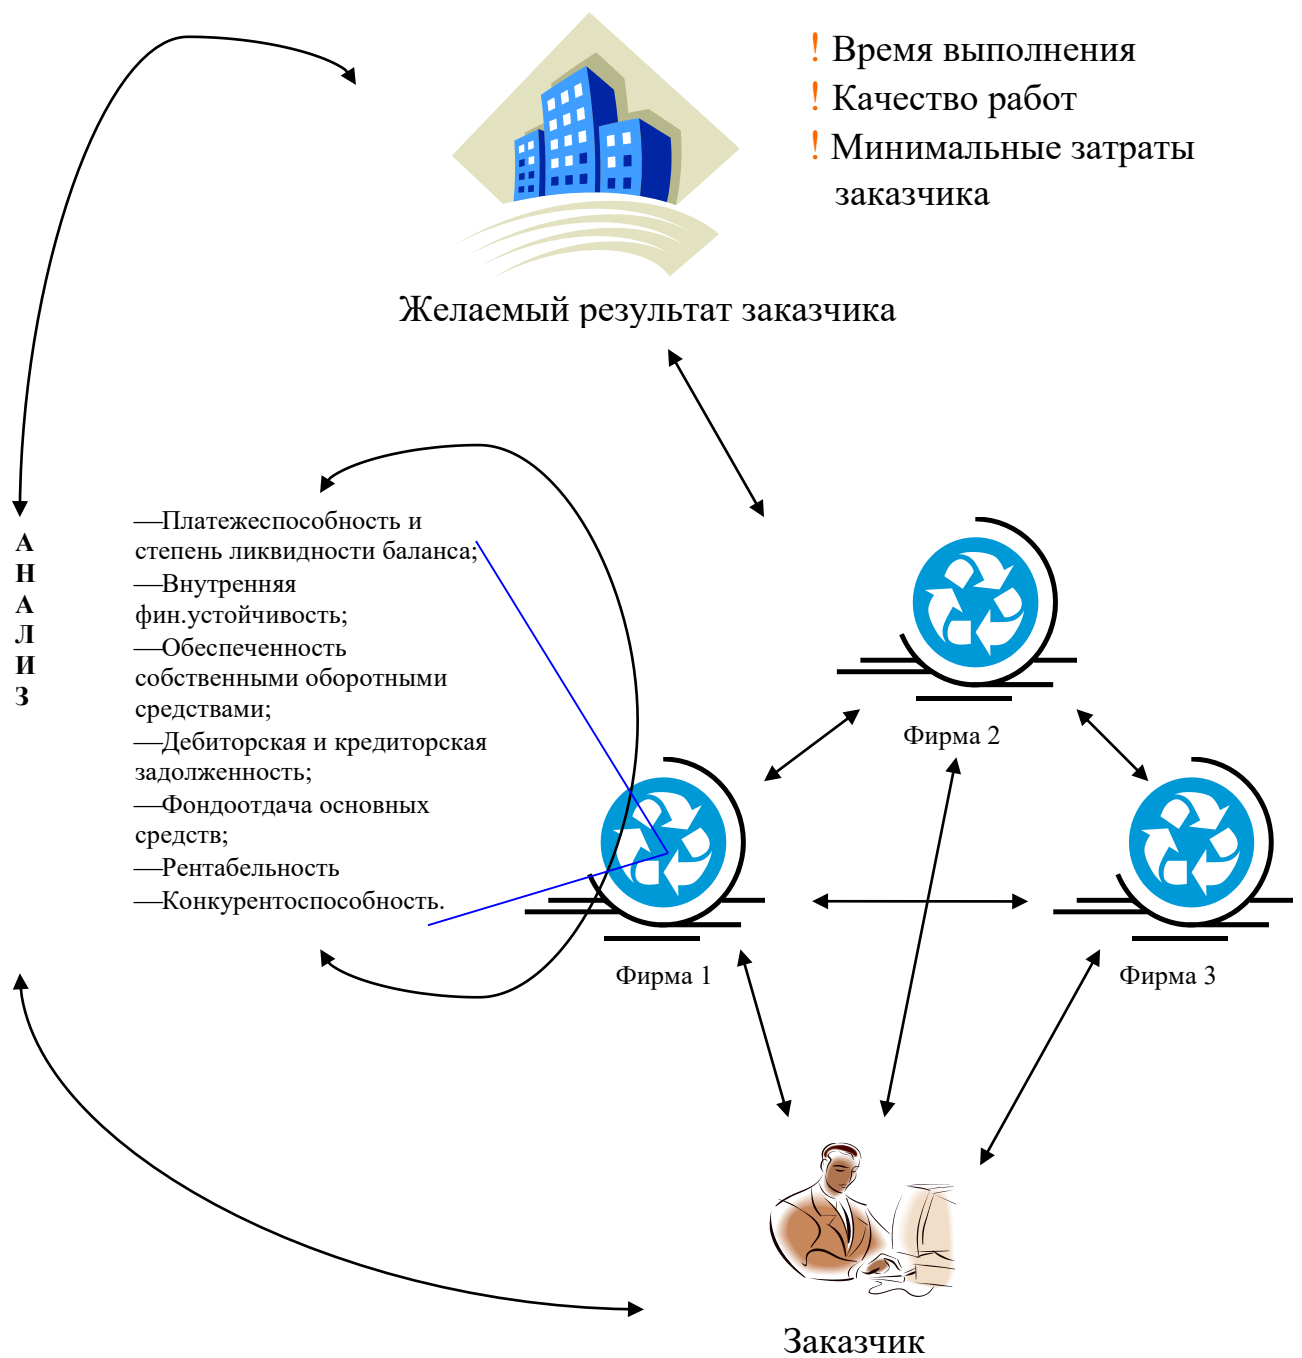 ! Время выполнения
! Качество работ
! Минимальные затраты
заказчика
Желаемый результат заказчика
А
Н
А
Л
И
З
—Платежеспособность и
степень ликвидности баланса;
—Внутренняя
фин.устойчивость;
—Обеспеченность
собственными оборотными
средствами;
—Дебиторская и кредиторская
задолженность;
—Фондоотдача основных
средств;
—Рентабельность
—Конкурентоспособность.
Фирма 2
Фирма 1
Фирма 3
Заказчик